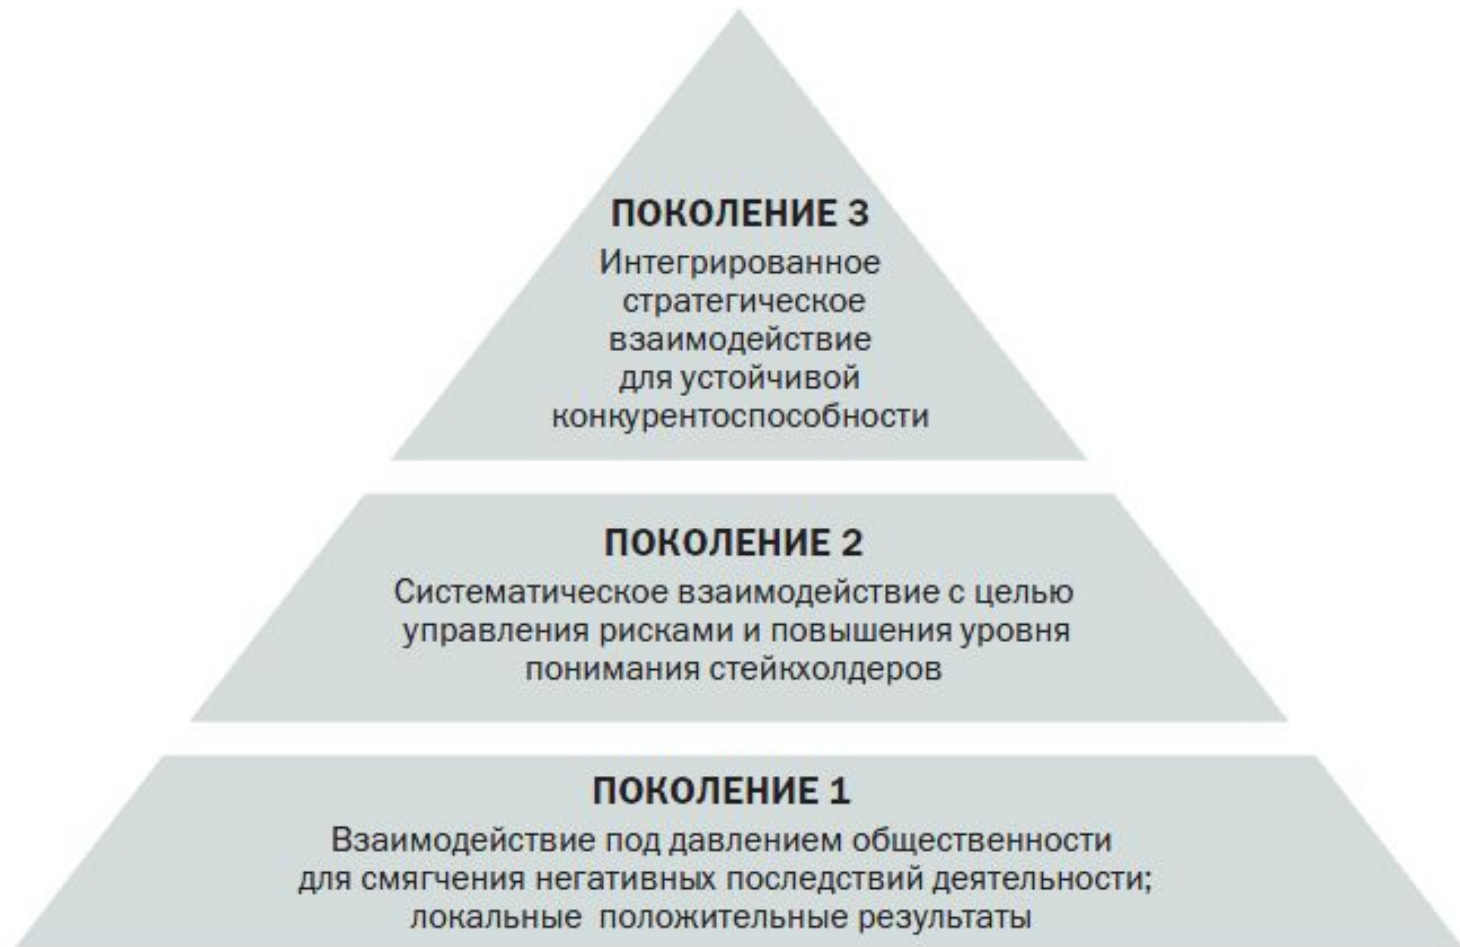 ПОКОЛЕНИЕ 3
Интегрированное
стратегическое
взаимодействие
для устойчивой
конкурентоспособности
ПОКОЛЕНИЕ 2
Систематическое взаимодействие с целью
управления рисками и повышения уровня
понимания стейкхолдеров
ПОКОЛЕНИЕ 1
Взаимодействие под давлением общественности
для смягчения негативных последствий деятельности;
локальные положительные результаты